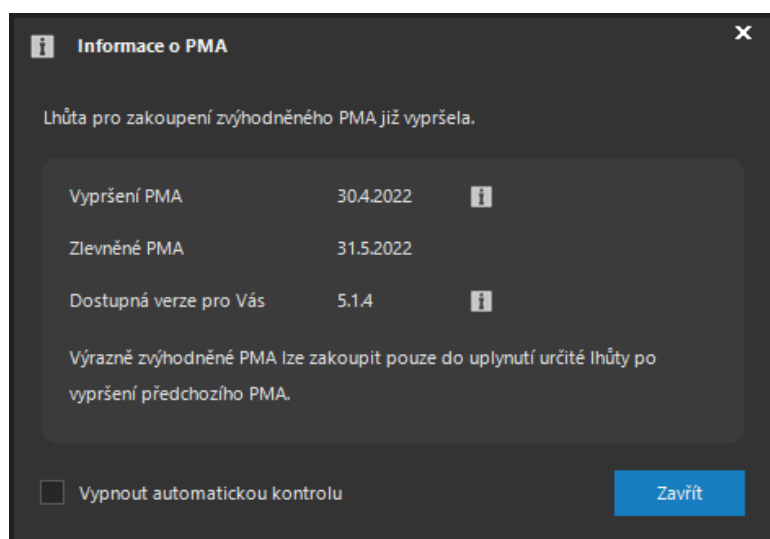 Informace o PMA
Lhůta pro zakoupení zvýhodněného PMA již vypršela.
Vypršení PMA 30.4.2022
Zlevněné PMA 31.5.2022
Dostupná verze pro Vás 5.1.4
Výrazně zvýhodněné PMA lze zakoupit pouze do uplynutí určité lhůty po
vypršení předchozího PMA.
Vypnout automatickou kontrolu
Zavřít